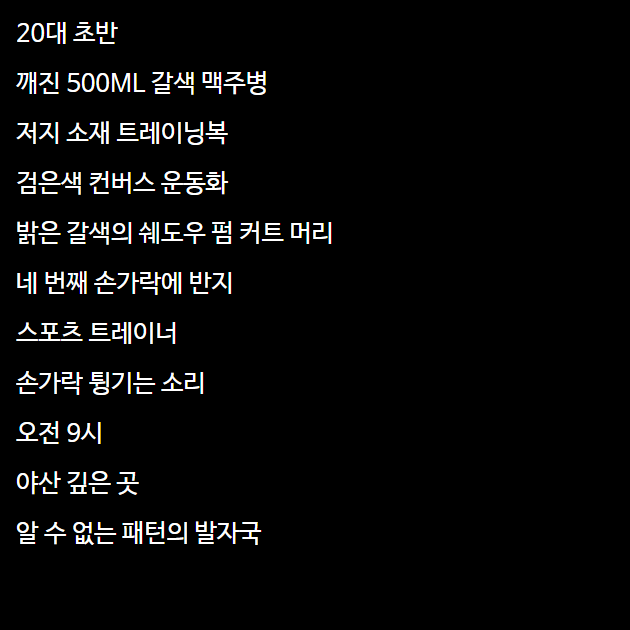 20대 초반
깨진 500ML 갈색 맥주병
저지 소재 트레이닝복
검은색 컨버스 운동화
밝은 갈색의 쉐도우 펌 커트 머리
네 번째 손가락에 반지
스포츠 트레이너
손가락 튕기는 소리
오전 9시
야산 깊은 곳
알 수 없는 패턴의 발자국